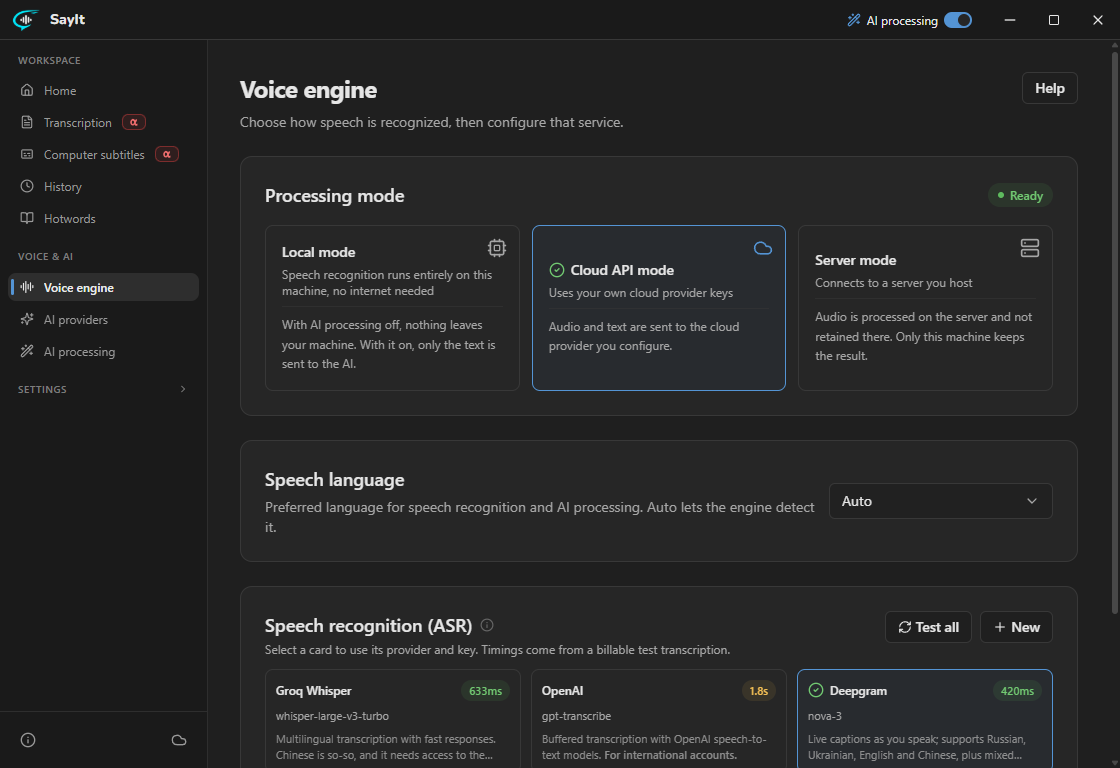 SayIt
AI processing
WORKSPACE
Home
Transcription α
Computer subtitles α
History
Hotwords
VOICE & AI
Voice engine
AI providers
AI processing
SETTINGS
Voice engine
Help
Choose how speech is recognized, then configure that service.
Processing mode
Ready
Local mode
Speech recognition runs entirely on this
machine, no internet needed
With AI processing off, nothing leaves
your machine. With it on, only the text is
sent to the AI.
Cloud API mode
Uses your own cloud provider keys
Audio and text are sent to the cloud
provider you configure.
Server mode
Connects to a server you host
Audio is processed on the server and not
retained there. Only this machine keeps
the result.
Speech language
Preferred language for speech recognition and AI processing. Auto lets the engine detect
it.
Auto
Speech recognition (ASR)
Test all
New
Select a card to use its provider and key. Timings come from a billable test transcription.
Groq Whisper
633ms
whisper-large-v3-turbo
Multilingual transcription with fast responses.
Chinese is so-so, and it needs access to the...
OpenAI
1.8s
gpt-transcribe
Buffered transcription with OpenAI speech-to-
text models. For international accounts.
Deepgram
420ms
nova-3
Live captions as you speak; supports Russian,
Ukrainian, English and Chinese, plus mixed...